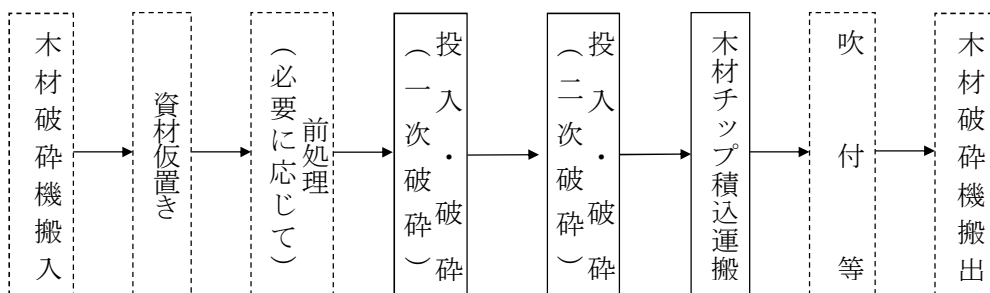 木材破砕機搬入
資材仮置き
前処理
（必要に応じて）
投入・破砕
（一次破砕）
投入・破砕
（二次破砕）
木材チップ積込運搬
吹付等
木材破砕機搬出